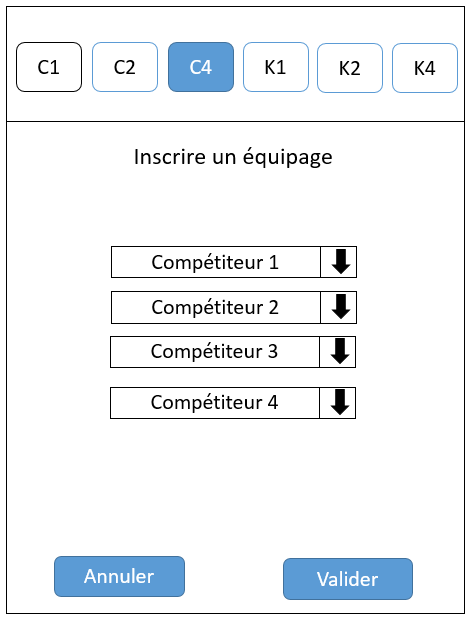 C1 C2 C4 K1 K2 K4
Inscrire un équipage
Compétiteur 1
Compétiteur 2
Compétiteur 3
Compétiteur 4
Annuler Valider